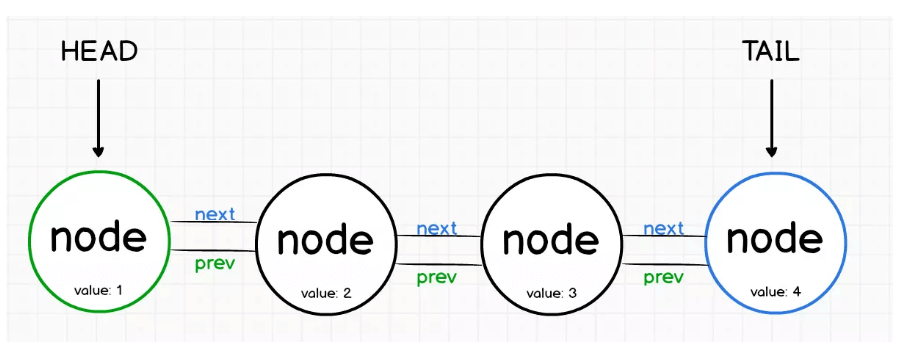 HEAD
TAIL
next
next
next
node
node
node
node
prev
prev
prev
value: 1
value: 2
value: 3
value: 4